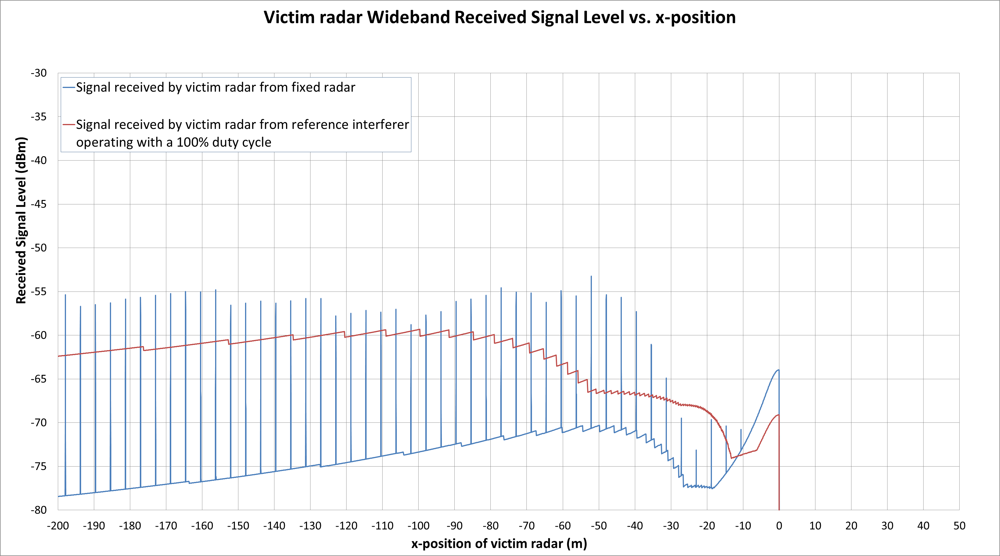 Victim radar Wideband Received Signal Level vs. x-position
Received Signal Level (dBm)
-30
-35
-40
-45
-50
-55
-60
-65
-70
-75
-80
Signal received by victim radar from fixed radar
Signal received by victim radar from reference interferer
operating with a 100% duty cycle
-200 -190 -180 -170 -160 -150 -140 -130 -120 -110 -100 -90 -80 -70 -60 -50 -40 -30 -20 -10 0 10 20 30 40 50
x-position of victim radar (m)